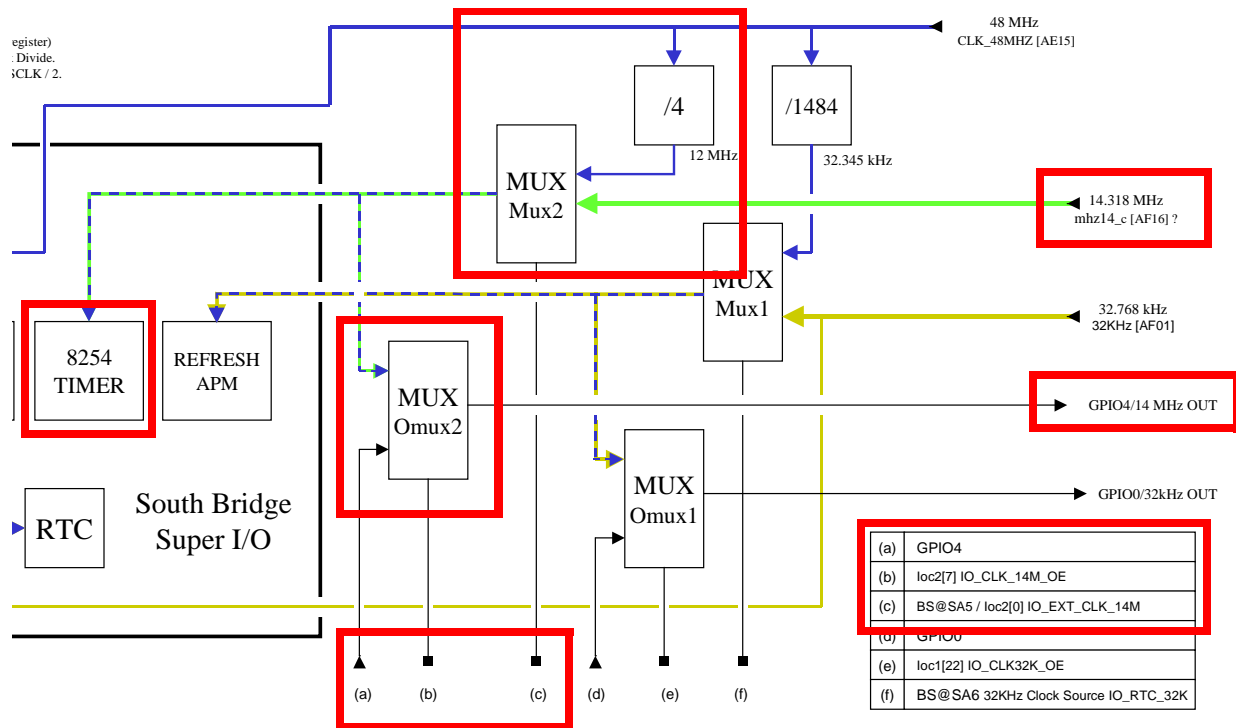 48 MHz
CLK_48MHZ [AE15]
egister)
Divide.
SCLK / 2.
/4
/1484
12 MHz
32.345 kHz
MUX
Mux2
14.318 MHz
mhz14_c [AF16] ?
MUX
Mux1
32.768 kHz
32KHz [AF01]
8254
TIMER
REFRESH
APM
MUX
Omux2
GPIO4/14 MHz OUT
MUX
Omux1
GPIO0/32kHz OUT
RTC
South Bridge
Super I/O
(a) GPIO4
(b) Ioc2[7] IO_CLK_14M_OE
(c) BS@SA5 / Ioc2[0] IO_EXT_CLK_14M
(d) GPIO0
(e) Ioc1[22] IO_CLK32K_OE
(f) BS@SA6 32KHz Clock Source IO_RTC_32K
(a) (b) (c) (d) (e) (f)